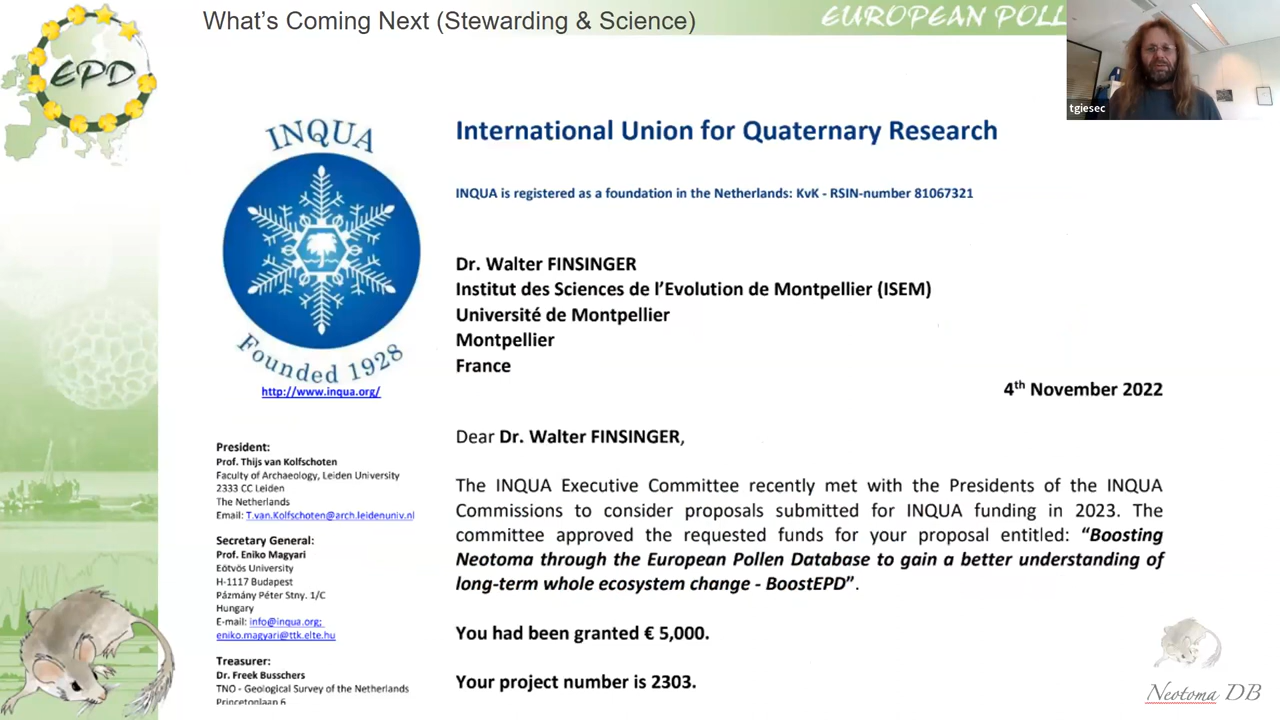 What's Coming Next (Stewarding & Science)
EUROPEAN POLL
EPD
tgiesec
INQUA
Founded 1928
http://www.inqua.org/
International Union for Quaternary Research
INQUA is registered as a foundation in the Netherlands: KvK - RSIN-number 81067321
Dr. Walter FINSINGER
Institut des Sciences de l'Evolution de Montpellier (ISEM)
Université de Montpellier
Montpellier
France
4th November 2022
Dear Dr. Walter FINSINGER,
The INQUA Executive Committee recently met with the Presidents of the INQUA
Commissions to consider proposals submitted for INQUA funding in 2023. The
committee approved the requested funds for your proposal entitled: "Boosting
Neotoma through the European Pollen Database to gain a better understanding of
long-term whole ecosystem change - BoostEPD".
You had been granted € 5,000.
Your project number is 2303.
President:
Prof. Thijs van Kolfschoten
Faculty of Archaeology, Leiden University
2333 CC Leiden
The Netherlands
Email: T.van.Kolfschoten@arch.leidenuniv.nl
Secretary General:
Prof. Eniko Magyari
Eötvös University
H-1117 Budapest
Pázmány Péter Stny. 1/C
Hungary
E-mail: info@inqua.org;
eniko.magyari@ttk.elte.hu
Treasurer:
Dr. Freek Busschers
TNO - Geological Survey of the Netherlands
Princetonlaan 6
Neotoma DB